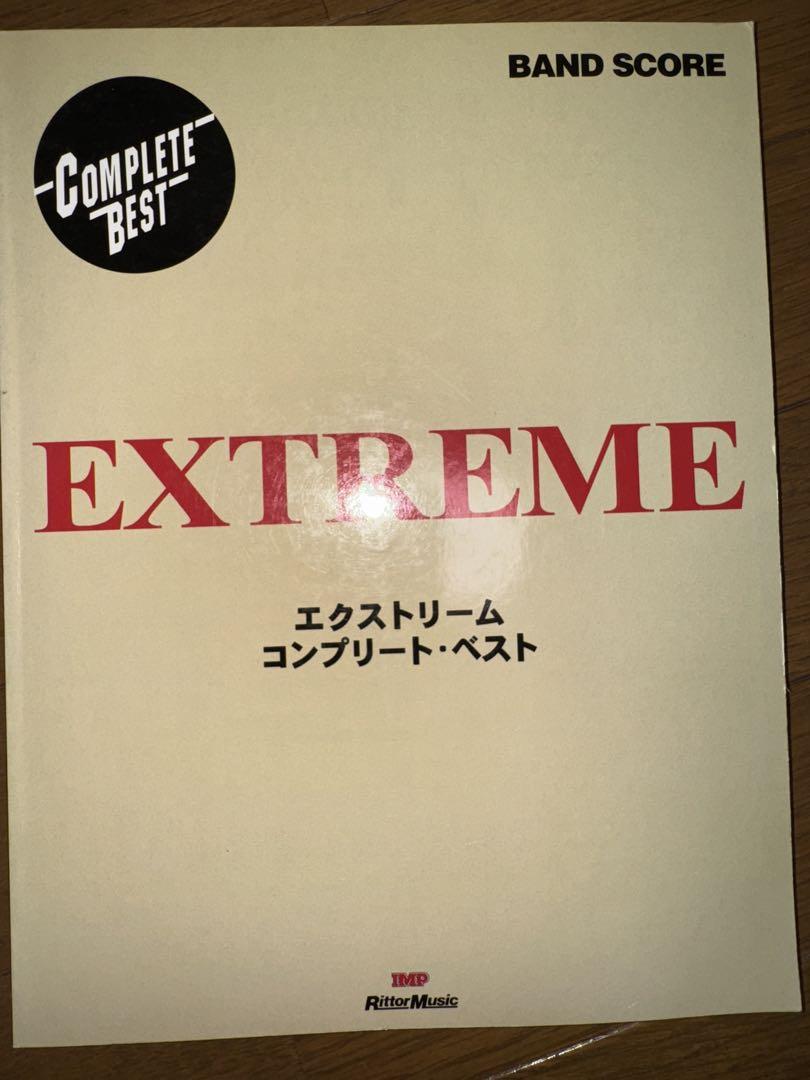 BAND SCORE
COMPLETE
BEST
EXTREME
エクストリーム
コンプリート・ベスト
IMP
RittorMusic